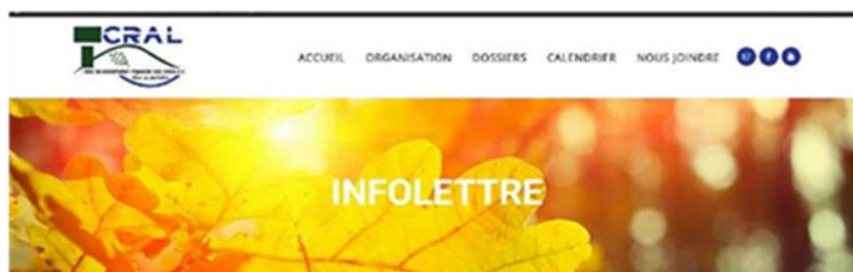 CRAL
ACCUEIL ORGANISATION DOSSIERS CALENDRIER NOUS JOINDRE
INFOLETTRE